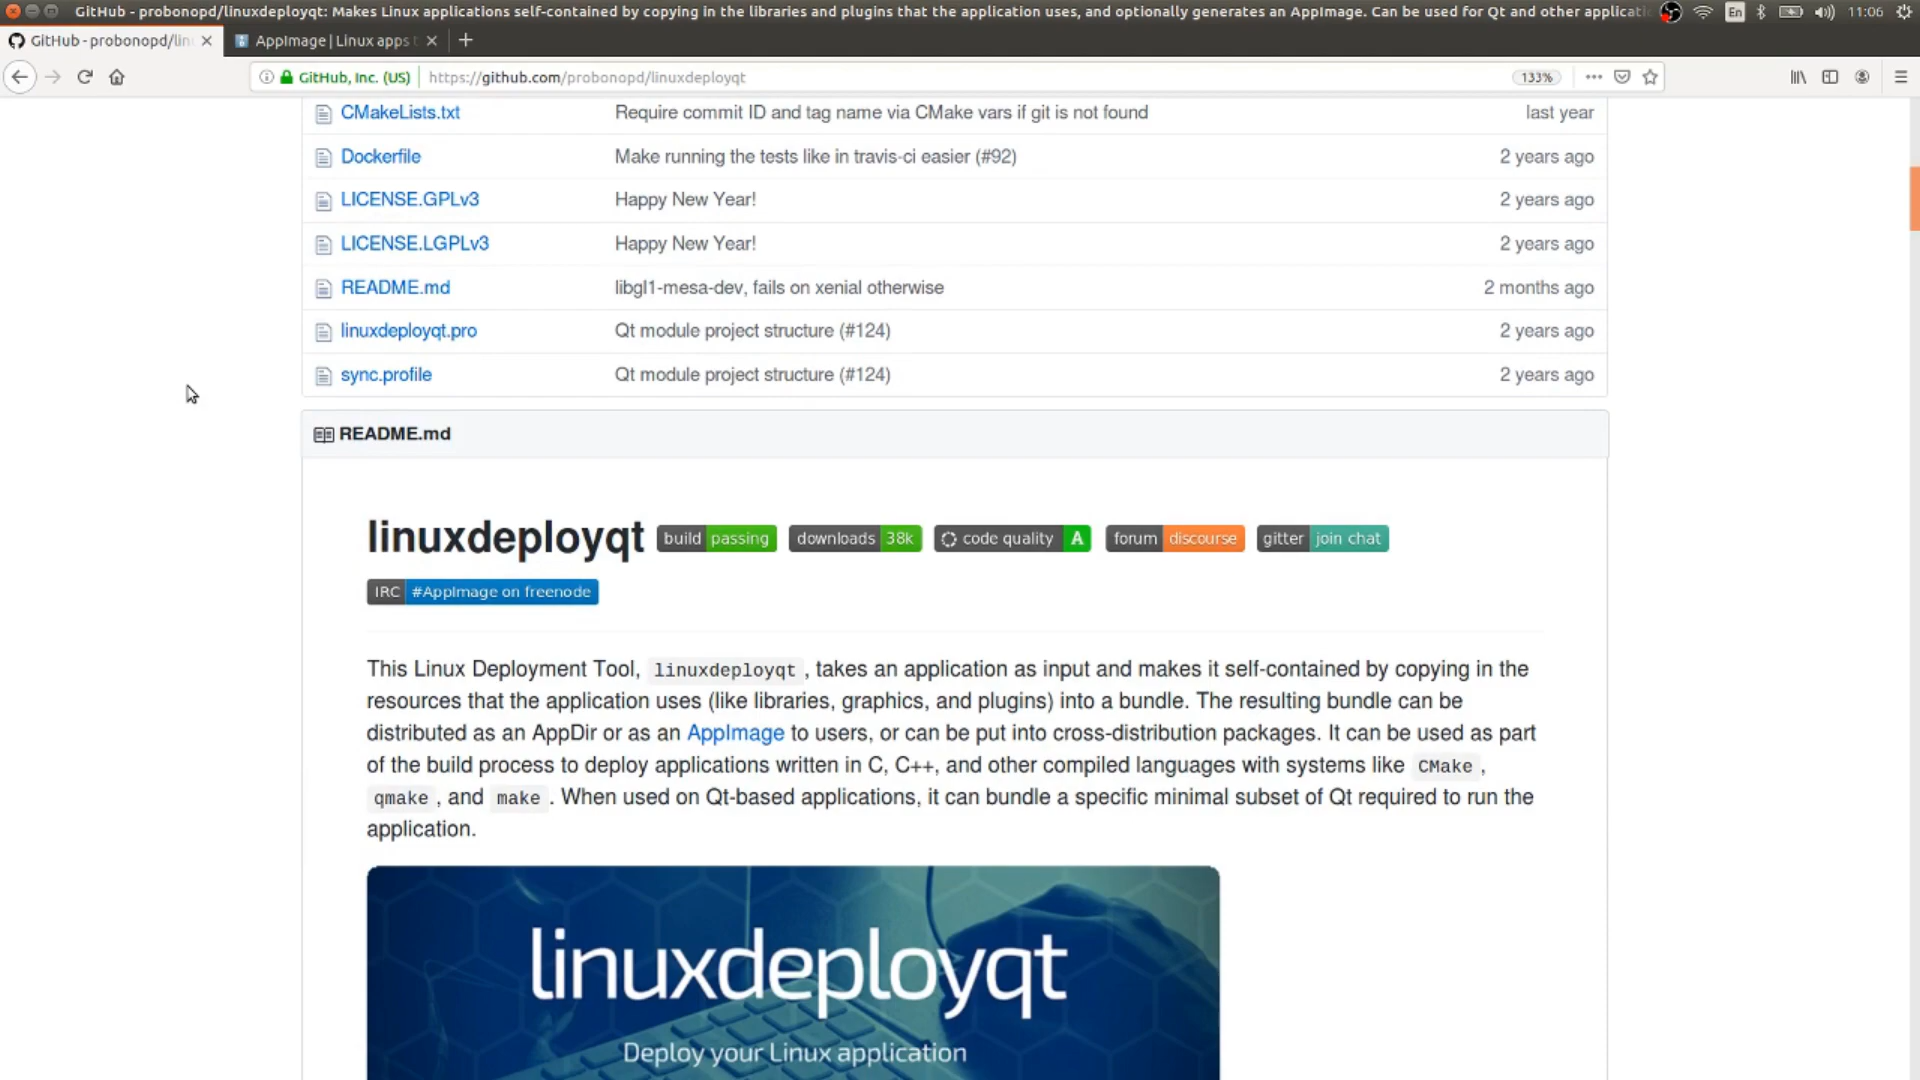 GitHub - probonopd/linuxdeployqt: Makes Linux applications self-contained by copying in the libraries and plugins that the application uses, and optionally generates an AppImage. Can be used for Qt and other applicati
En
11:06
GitHub - probonopd/lin
AppImage | Linux apps t
GitHub, Inc. (US)
https://github.com/probonopd/linuxdeployqt
133%
CMakeLists.txt Require commit ID and tag name via CMake vars if git is not found last year
Dockerfile Make running the tests like in travis-ci easier (#92) 2 years ago
LICENSE.GPLv3 Happy New Year! 2 years ago
LICENSE.LGPLv3 Happy New Year! 2 years ago
README.md libgl1-mesa-dev, fails on xenial otherwise 2 months ago
linuxdeployqt.pro Qt module project structure (#124) 2 years ago
sync.profile Qt module project structure (#124) 2 years ago
README.md
linuxdeployqt build passing downloads 38k code quality A forum discourse gitter join chat
IRC #AppImage on freenode
This Linux Deployment Tool, linuxdeployqt , takes an application as input and makes it self-contained by copying in the
resources that the application uses (like libraries, graphics, and plugins) into a bundle. The resulting bundle can be
distributed as an AppDir or as an AppImage to users, or can be put into cross-distribution packages. It can be used as part
of the build process to deploy applications written in C, C++, and other compiled languages with systems like CMake ,
qmake , and make . When used on Qt-based applications, it can bundle a specific minimal subset of Qt required to run the
application.
linuxdeployqt
Deploy your Linux application